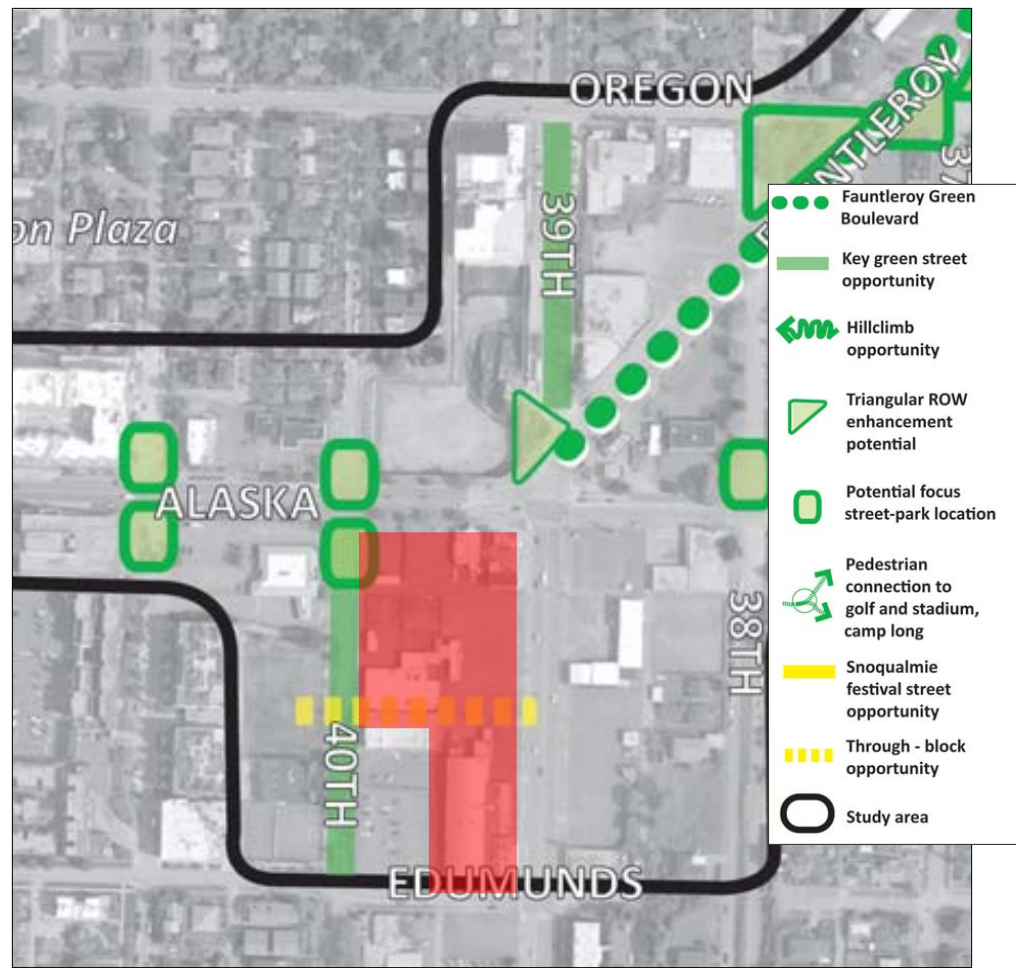 OREGON
FAUNTLEROY
37
39TH
on Plaza
ALASKA
38TH
40TH
EDUMUNDS
Fauntleroy Green
Boulevard
Key green street
opportunity
Hillclimb
opportunity
Triangular ROW
enhancement
potential
Potential focus
street-park location
Pedestrian
connection to
golf and stadium,
camp long
Snoqualmie
festival street
opportunity
Through - block
opportunity
Study area